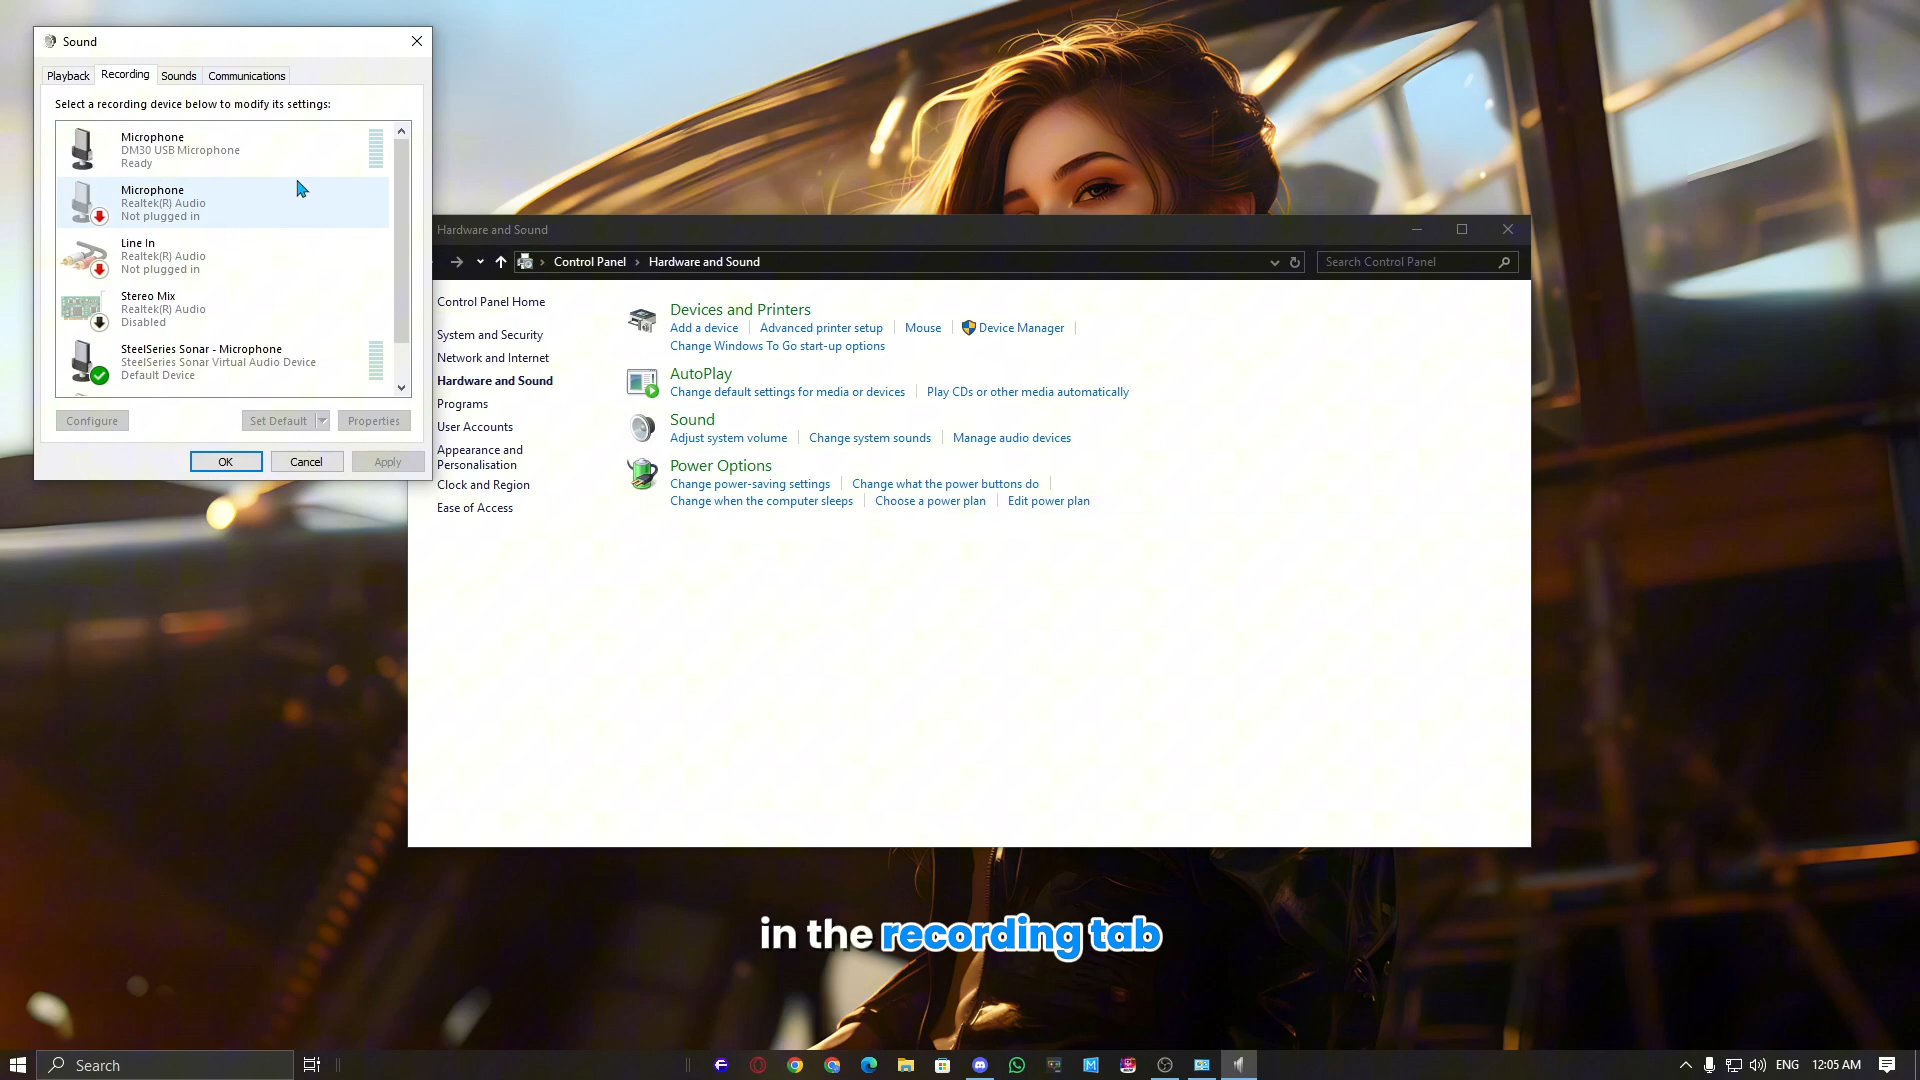 Sound
Playback
Recording
Sounds
Communications
Select a recording device below to modify its settings:
Microphone
DM30 USB Microphone
Ready
Microphone
Realtek(R) Audio
Not plugged in
Line In
Realtek(R) Audio
Not plugged in
Stereo Mix
Realtek(R) Audio
Disabled
SteelSeries Sonar - Microphone
SteelSeries Sonar Virtual Audio Device
Default Device
Configure
Set Default
Properties
OK
Cancel
Apply
Hardware and Sound
Control Panel
Hardware and Sound
Search Control Panel
Control Panel Home
System and Security
Network and Internet
Hardware and Sound
Programs
User Accounts
Appearance and
Personalisation
Clock and Region
Ease of Access
Devices and Printers
Add a device
Advanced printer setup
Mouse
Device Manager
Change Windows To Go start-up options
AutoPlay
Change default settings for media or devices
Play CDs or other media automatically
Sound
Adjust system volume
Change system sounds
Manage audio devices
Power Options
Change power-saving settings
Change what the power buttons do
Change when the computer sleeps
Choose a power plan
Edit power plan
in the recording tab
Search
ENG
12:05 AM